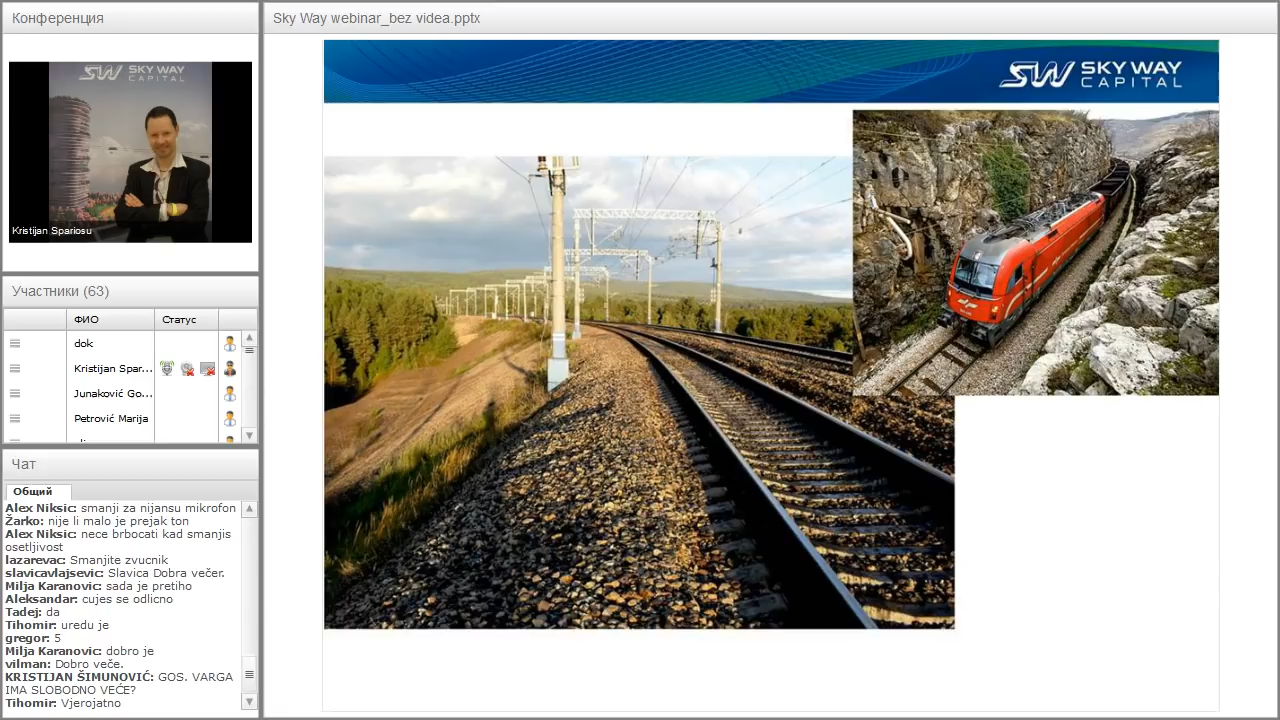 Конференция
SKY WAY
CAPITAL
Kristijan Spariosu
Участники (63)
ФИО Статус
dok
Kristijan Spar...
Junaković Go...
Petrović Marija
Чат
Общий
Alex Niksic: smanji za nijansu mikrofon
Žarko: nije li malo je prejak ton
Alex Niksic: nece brbocati kad smanjis
osetljivost
lazarevac: Smanjite zvucnik
slavicavlajsevic: Slavica Dobra večer.
Milja Karanovic: sada je pretiho
Aleksandar: cujes se odlicno
Tadej: da
Tihomir: uredu je
gregor: 5
Milja Karanovic: dobro je
vilman: Dobro veče.
KRISTIJAN ŠIMUNOVIĆ: GOS. VARGA
IMA SLOBODNO VEĆE?
Tihomir: Vjerojatno
Sky Way webinar_bez videa.pptx
SW SKY WAY
CAPITAL